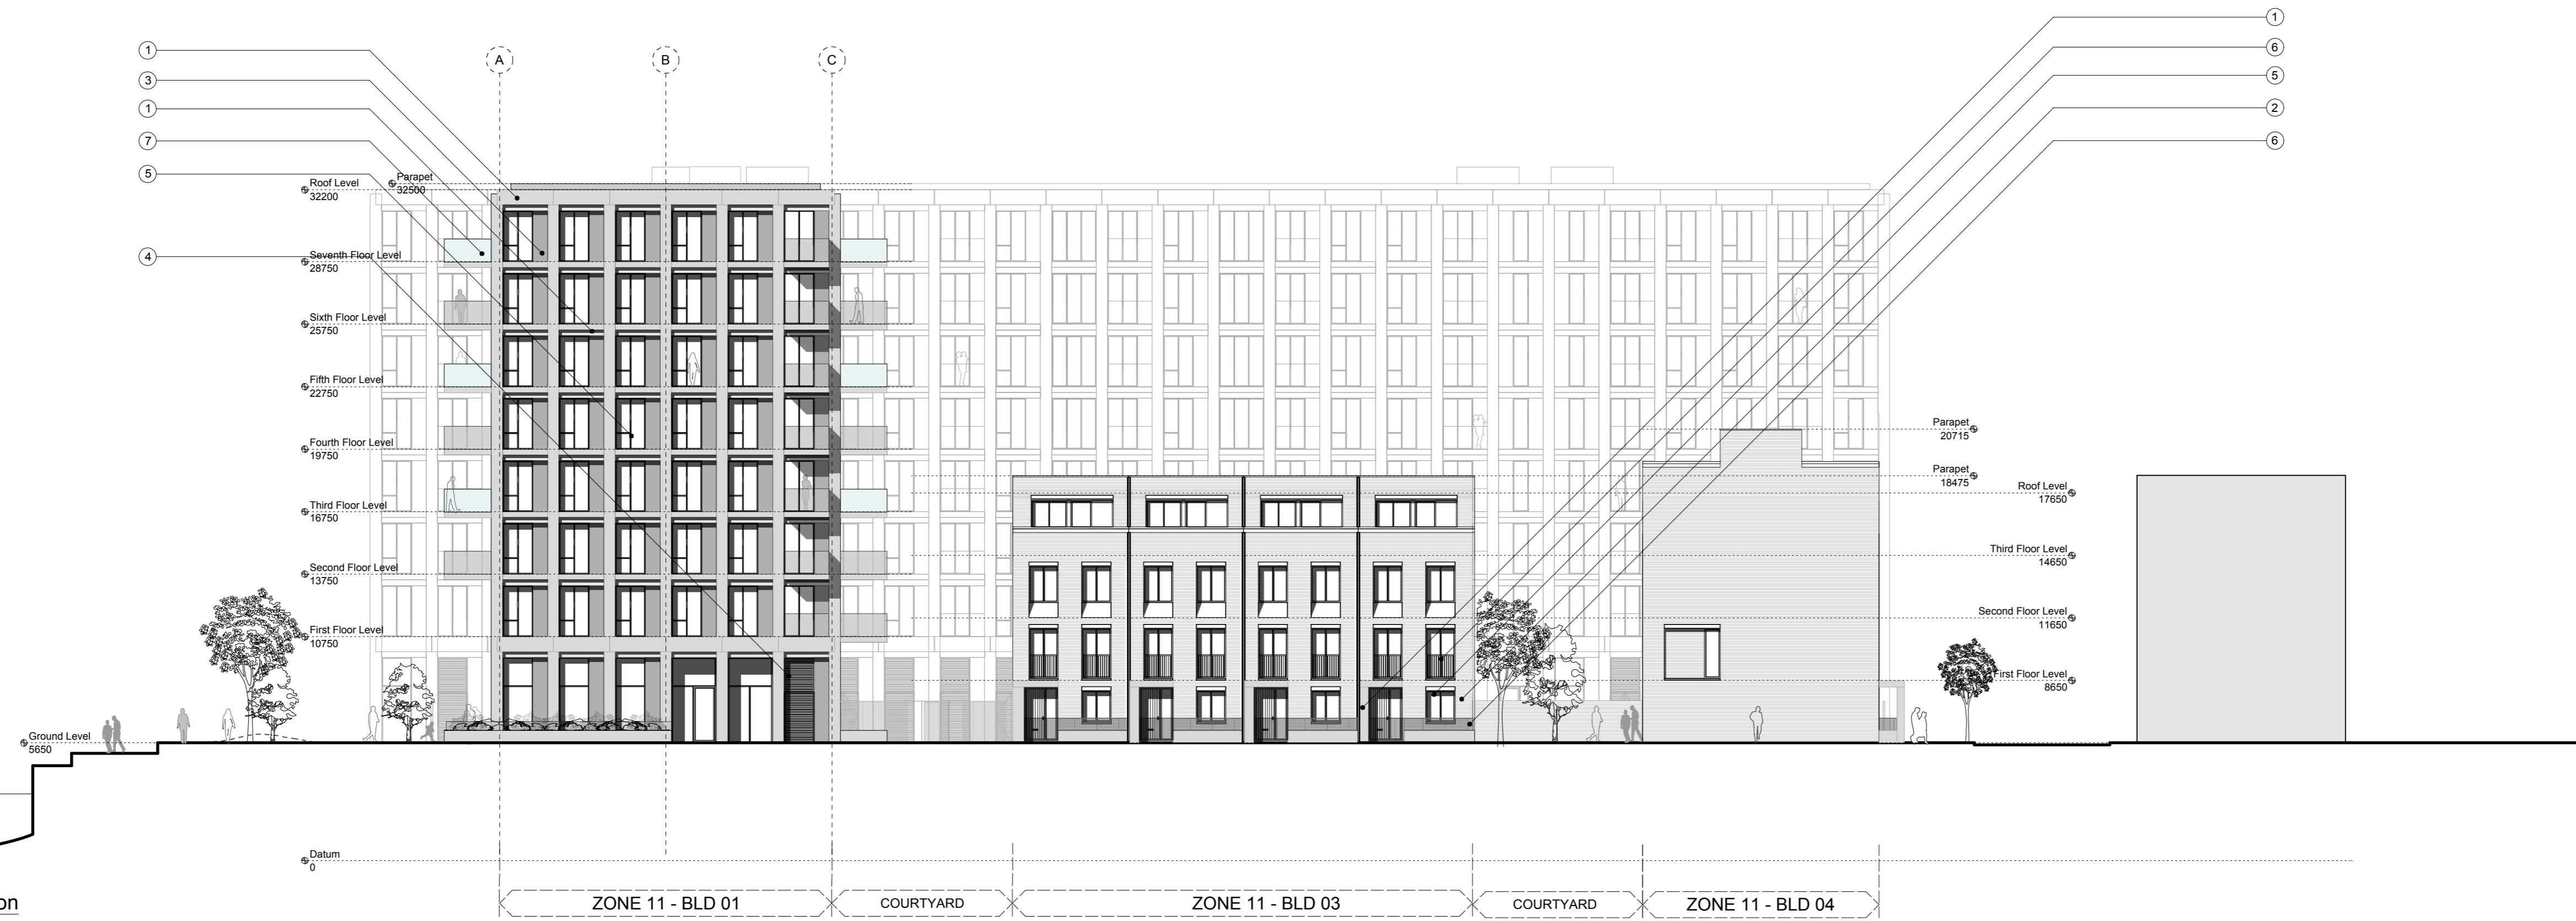 1
3
1
7
5
4
A
B
C
1
6
5
2
6
Roof Level
32200
Parapet
32500
Seventh Floor Level
28750
Sixth Floor Level
25750
Fifth Floor Level
22750
Fourth Floor Level
19750
Third Floor Level
16750
Second Floor Level
13750
First Floor Level
10750
Ground Level
5650
Datum
0
Parapet
20715
Parapet
18475
Roof Level
17650
Third Floor Level
14650
Second Floor Level
11650
First Floor Level
8650
on
ZONE 11 - BLD 01
COURTYARD
ZONE 11 - BLD 03
COURTYARD
ZONE 11 - BLD 04